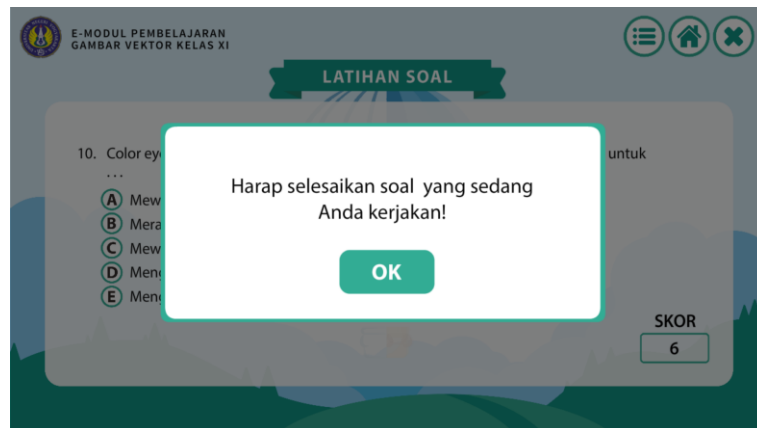 E-MODUL PEMBELAJARAN
GAMBAR VEKTOR KELAS XI
LATIHAN SOAL
10. Color ey
untuk
...
A Mew
B Mera
C Mew
D Meng
E Meng
Harap selesaikan soal yang sedang
Anda kerjakan!
OK
SKOR
6